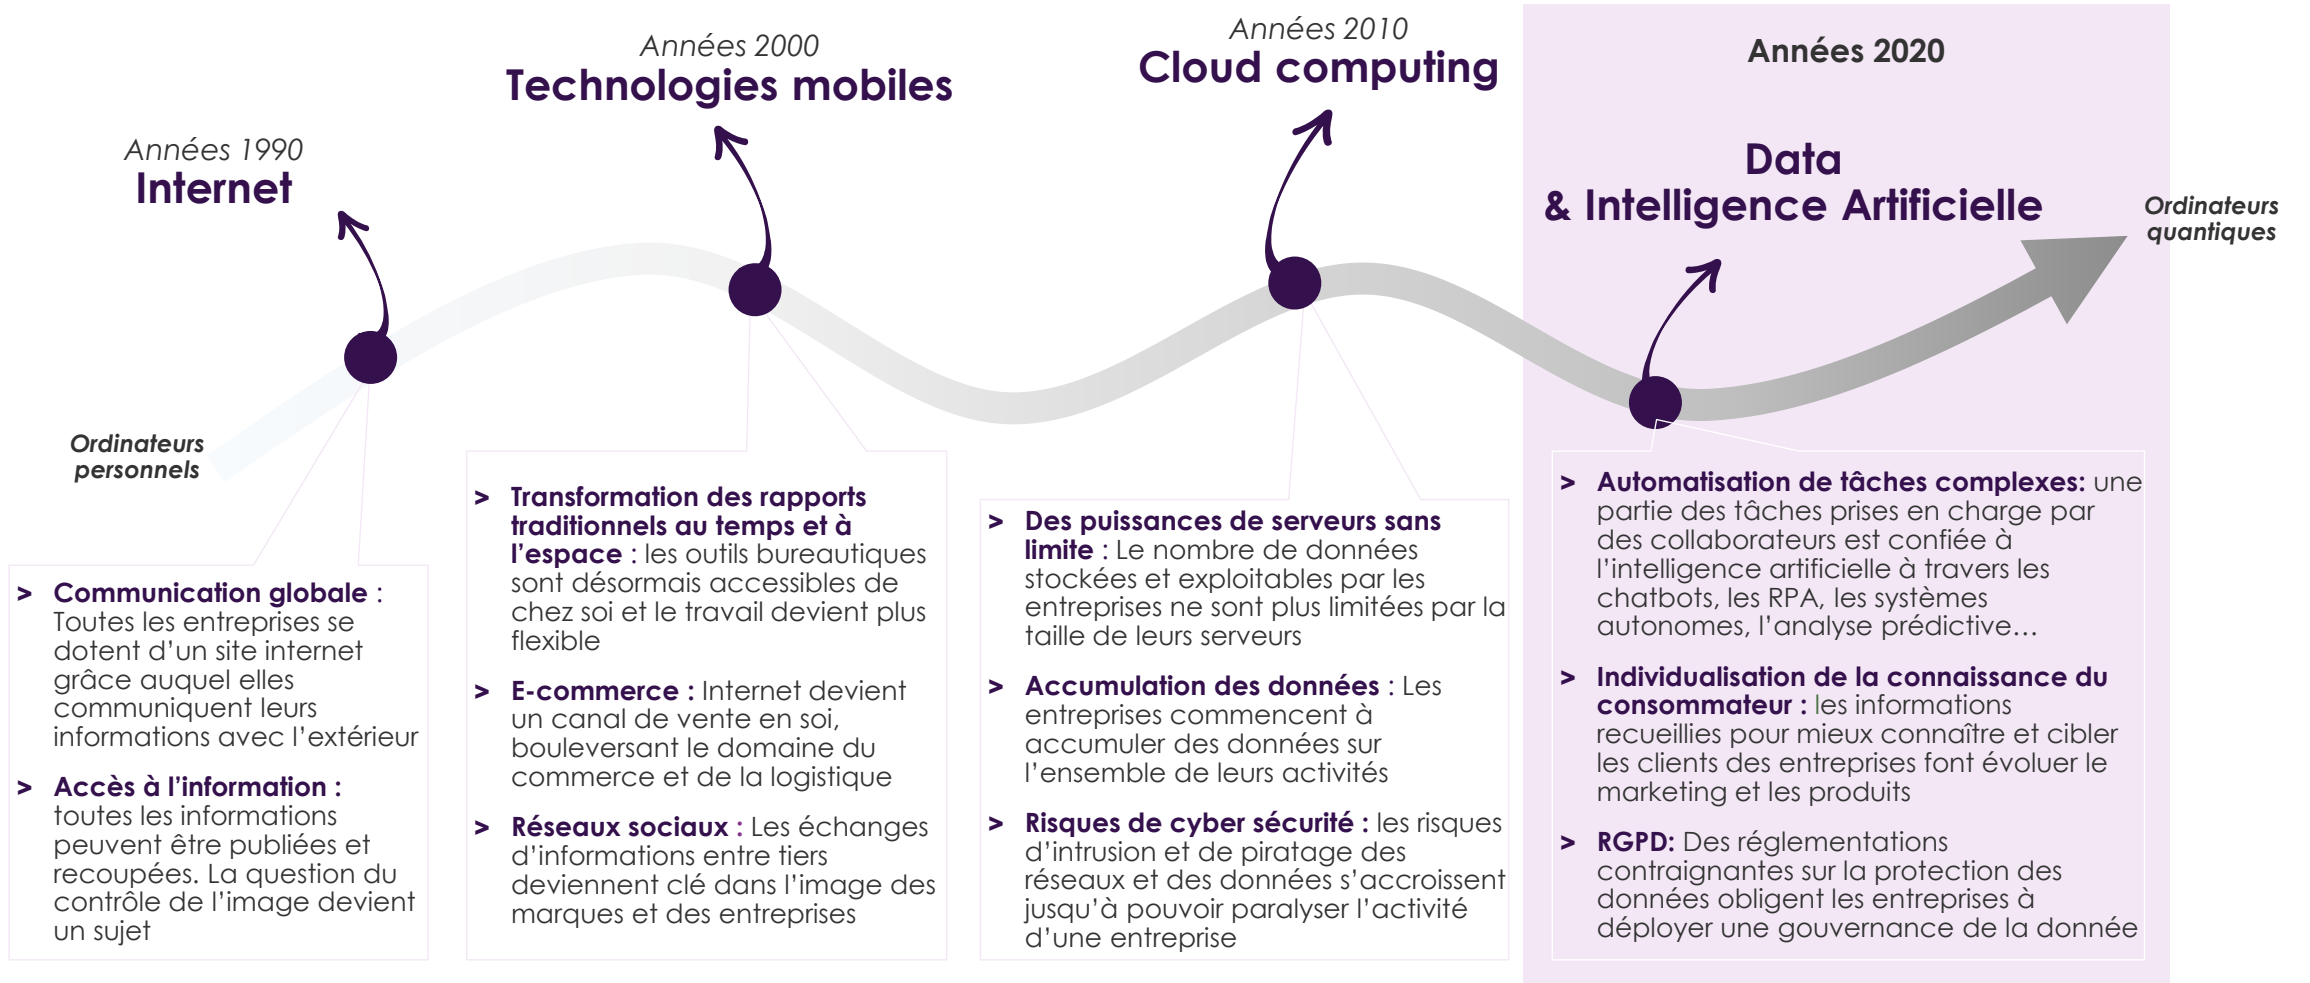 Années 1990
Internet
Années 2000
Technologies mobiles
Années 2010
Cloud computing
Années 2020
Data
& Intelligence Artificielle
Ordinateurs
personnels
Ordinateurs
quantiques
> Communication globale :
Toutes les entreprises se
dotent d’un site internet
grâce auquel elles
communiquent leurs
informations avec l’extérieur
> Accès à l’information :
toutes les informations
peuvent être publiées et
recoupées. La question du
contrôle de l’image devient
un sujet
> Transformation des rapports
traditionnels au temps et à
l’espace : les outils bureautiques
sont désormais accessibles de
chez soi et le travail devient plus
flexible
> E-commerce : Internet devient
un canal de vente en soi,
bouleversant le domaine du
commerce et de la logistique
> Réseaux sociaux : Les échanges
d’informations entre tiers
deviennent clé dans l’image des
marques et des entreprises
> Des puissances de serveurs sans
limite : Le nombre de données
stockées et exploitables par les
entreprises ne sont plus limitées par la
taille de leurs serveurs
> Accumulation des données : Les
entreprises commencent à
accumuler des données sur
l’ensemble de leurs activités
> Risques de cyber sécurité : les risques
d’intrusion et de piratage des
réseaux et des données s’accroissent
jusqu’à pouvoir paralyser l’activité
d’une entreprise
> Automatisation de tâches complexes: une
partie des tâches prises en charge par
des collaborateurs est confiée à
l’intelligence artificielle à travers les
chatbots, les RPA, les systèmes
autonomes, l’analyse prédictive…
> Individualisation de la connaissance du
consommateur : les informations
recueillies pour mieux connaître et cibler
les clients des entreprises font évoluer le
marketing et les produits
> RGPD: Des réglementations
contraignantes sur la protection des
données obligent les entreprises à
déployer une gouvernance de la donnée